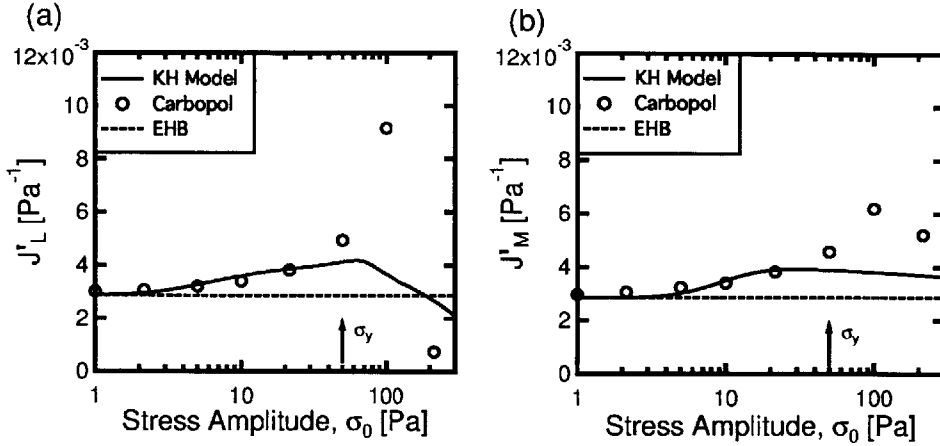 (a)
12x10⁻³
10
8
6
4
2
0
J'L [Pa⁻¹]
KH Model
Carbopol
EHB
σy
1
10
100
Stress Amplitude, σ₀ [Pa]
(b)
12x10⁻³
10
8
6
4
2
0
J'M [Pa⁻¹]
KH Model
Carbopol
EHB
σy
1
10
100
Stress Amplitude, σ₀ [Pa]